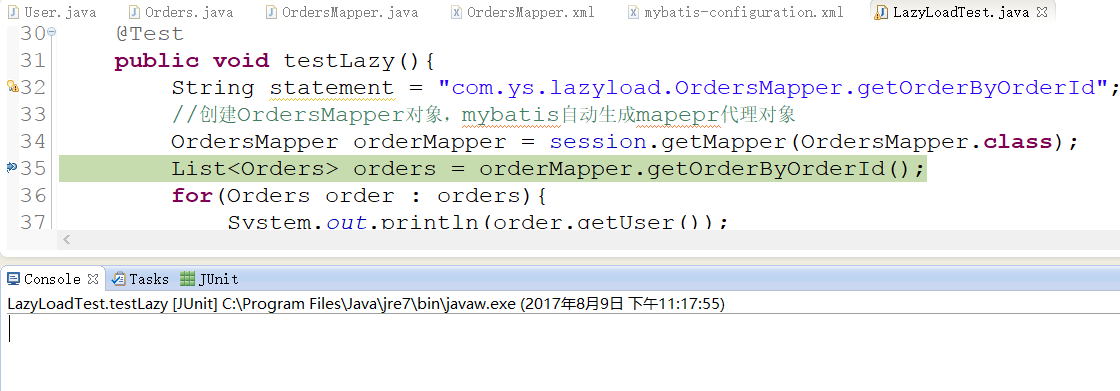 User.java Orders.java OrdersMapper.java OrdersMapper.xml mybatis-configuration.xml LazyLoadTest.java
30 @Test
31 public void testLazy(){
32 String statement = "com.ys.lazyload.OrdersMapper.getOrderByOrderId";
33 //创建OrdersMapper对象，mybatis自动生成mapepr代理对象
34 OrdersMapper orderMapper = session.getMapper(OrdersMapper.class);
35 List<Orders> orders = orderMapper.getOrderByOrderId();
36 for(Orders order : orders){
37 System.out.println(order.getUser());
Console Tasks JUnit
LazyLoadTest.testLazy [JUnit] C:\Program Files\Java\jre7\bin\javaw.exe (2017年8月9日 下午11:17:55)